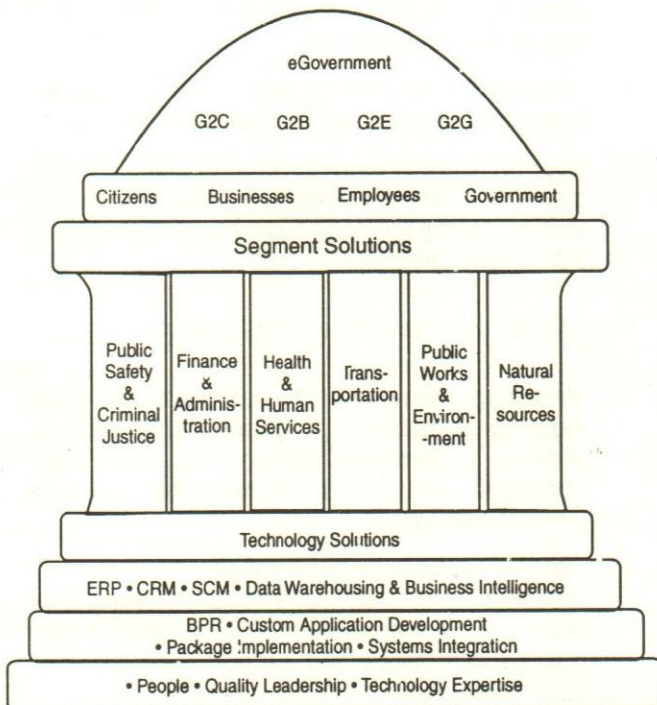 eGovernment
G2C G2B G2E G2G
Citizens Businesses Employees Government
Segment Solutions
Public
Safety
&
Criminal
Justice
Finance
&
Adminis-
tration
Health
&
Human
Services
Trans-
portation
Public
Works
&
Environ-
-ment
Natural
Re-
sources
Technology Solutions
ERP • CRM • SCM • Data Warehousing & Business Intelligence
BPR • Custom Application Development
• Package Implementation • Systems Integration
• People • Quality Leadership • Technology Expertise